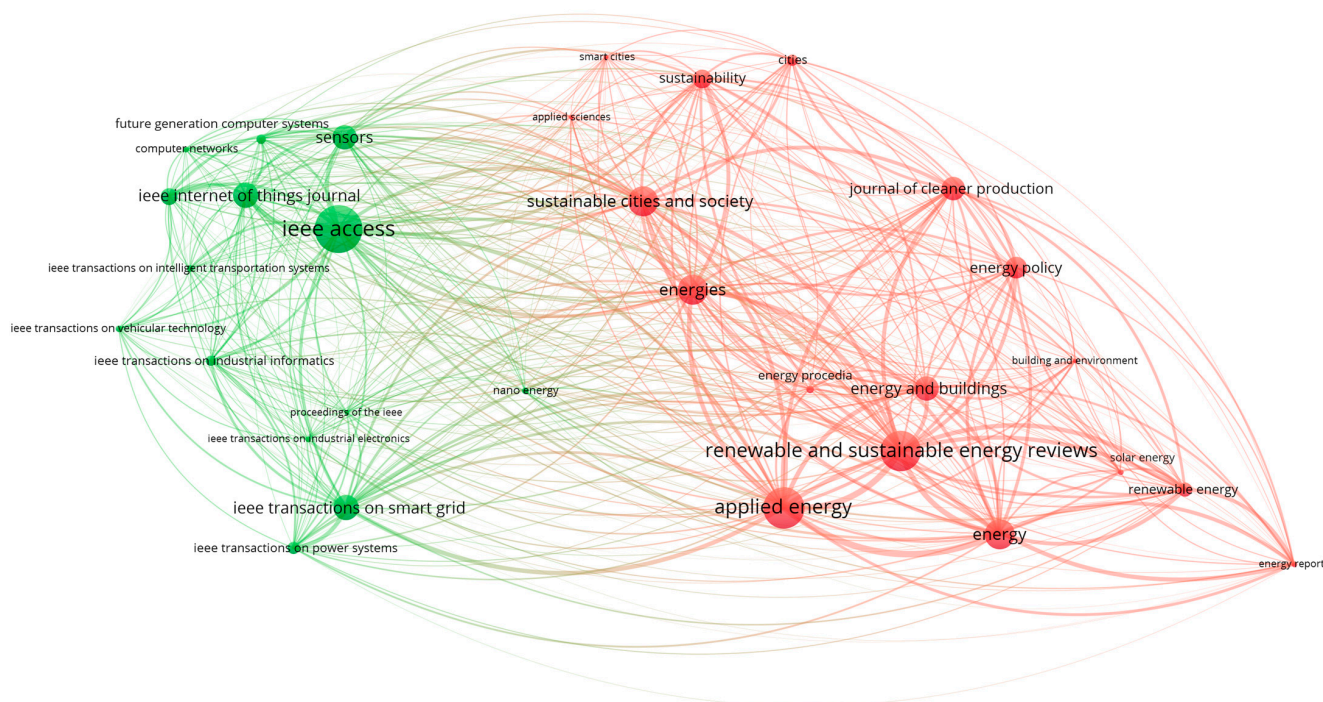 smart cities
cities
sustainability
applied sciences
future generation computer systems
sensors
computer networks
ieee internet of things journal
journal of cleaner production
sustainable cities and society
ieee access
ieee transactions on intelligent transportation systems
energy policy
energies
ieee transactions on vehicular technology
ieee transactions on industrial informatics
building and environment
energy procedia
nano energy
energy and buildings
proceedings of the ieee
ieee transactions on industrial electronics
renewable and sustainable energy reviews
solar energy
renewable energy
ieee transactions on smart grid
applied energy
energy
ieee transactions on power systems
energy report